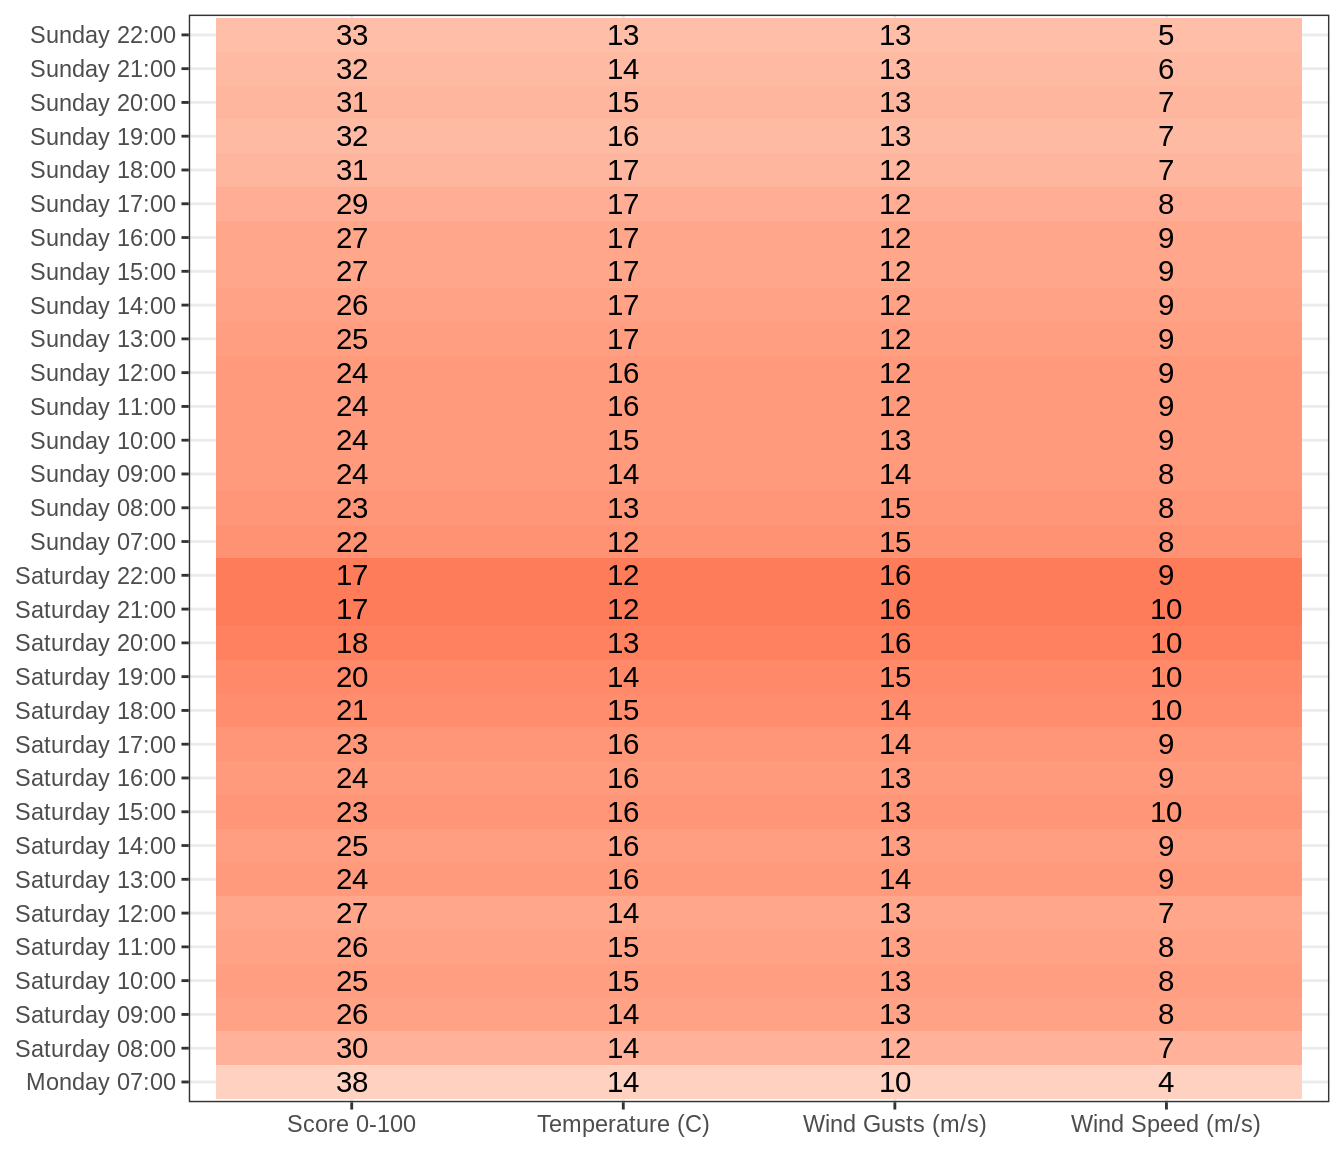 Sunday 22:00 33 13 13 5
Sunday 21:00 32 14 13 6
Sunday 20:00 31 15 13 7
Sunday 19:00 32 16 13 7
Sunday 18:00 31 17 12 7
Sunday 17:00 29 17 12 8
Sunday 16:00 27 17 12 9
Sunday 15:00 27 17 12 9
Sunday 14:00 26 17 12 9
Sunday 13:00 25 17 12 9
Sunday 12:00 24 16 12 9
Sunday 11:00 24 16 12 9
Sunday 10:00 24 15 13 9
Sunday 09:00 24 14 14 8
Sunday 08:00 23 13 15 8
Sunday 07:00 22 12 15 8
Saturday 22:00 17 12 16 9
Saturday 21:00 17 12 16 10
Saturday 20:00 18 13 16 10
Saturday 19:00 20 14 15 10
Saturday 18:00 21 15 14 10
Saturday 17:00 23 16 14 9
Saturday 16:00 24 16 13 9
Saturday 15:00 23 16 13 10
Saturday 14:00 25 16 13 9
Saturday 13:00 24 16 14 9
Saturday 12:00 27 14 13 7
Saturday 11:00 26 15 13 8
Saturday 10:00 25 15 13 8
Saturday 09:00 26 14 13 8
Saturday 08:00 30 14 12 7
Monday 07:00 38 14 10 4
Score 0-100 Temperature (C) Wind Gusts (m/s) Wind Speed (m/s)